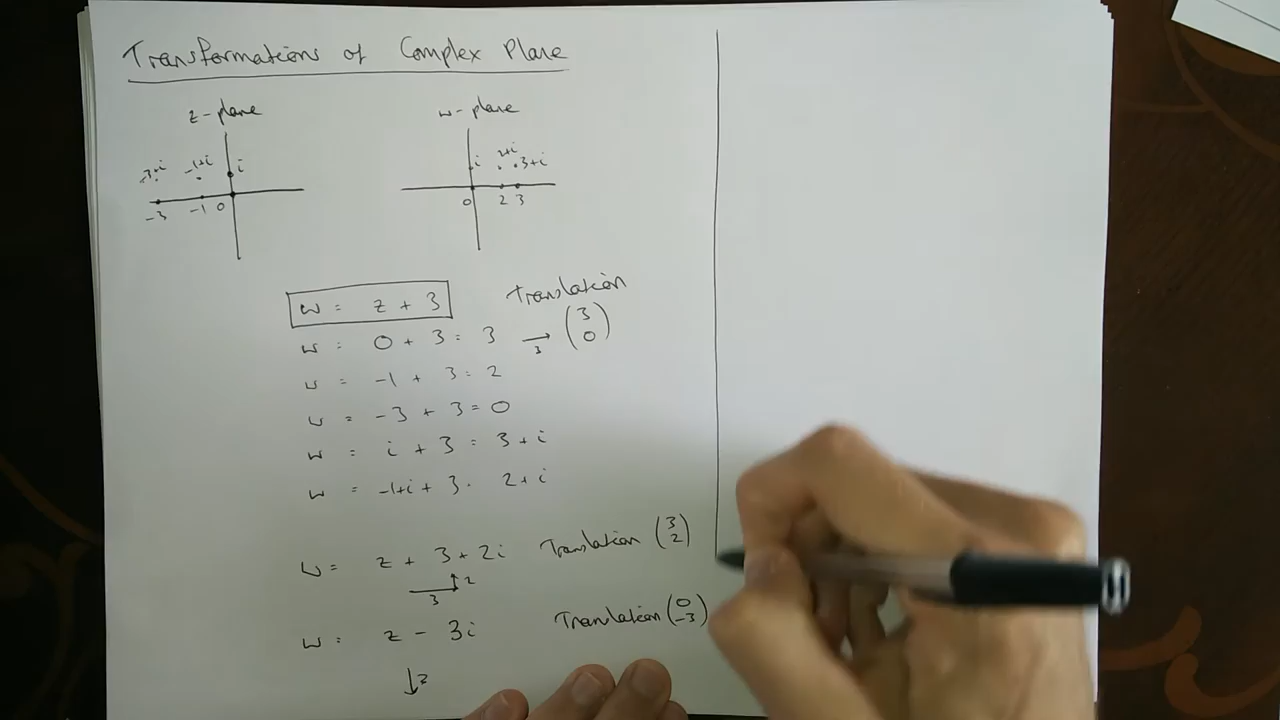 Transformations of Complex Plane
z-plane
w-plane
-3+i -1+i i
-3 -1 0
i 2+i 3+i
0 2 3
w = z + 3 Translation
w = 0 + 3 = 3 → 3 (3 0)
w = -1 + 3 = 2
w = -3 + 3 = 0
w = i + 3 = 3 + i
w = -1+i + 3 = 2 + i
w = z + 3 + 2i Translation (3 2)
3 2
w = z - 3i Translation (0 -3)